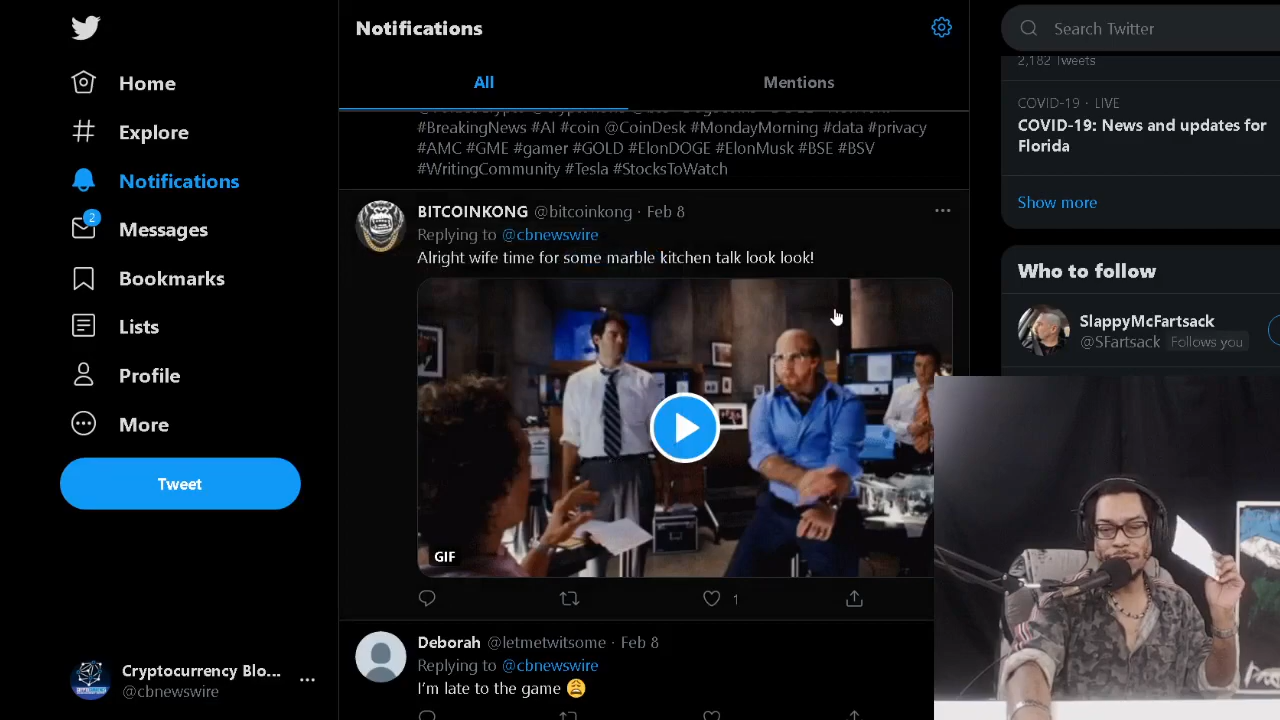 Home
Explore
Notifications
2
Messages
Bookmarks
Lists
Profile
More
Tweet
Cryptocurrency Blo...
@cbnewswire
Notifications
All
Mentions
#BreakingNews #AI #coin @CoinDesk #MondayMorning #data #privacy
#AMC #GME #gamer #GOLD #ElonDOGE #ElonMusk #BSE #BSV
#WritingCommunity #Tesla #StocksToWatch
BITCOINKONG @bitcoinkong · Feb 8
Replying to @cbnewswire
Alright wife time for some marble kitchen talk look look!
GIF
1
Deborah @letmetwitsome · Feb 8
Replying to @cbnewswire
I'm late to the game 😩
Search Twitter
2,182 Tweets
COVID-19 · LIVE
COVID-19: News and updates for
Florida
Show more
Who to follow
SlappyMcFartsack
@SFartsack Follows you